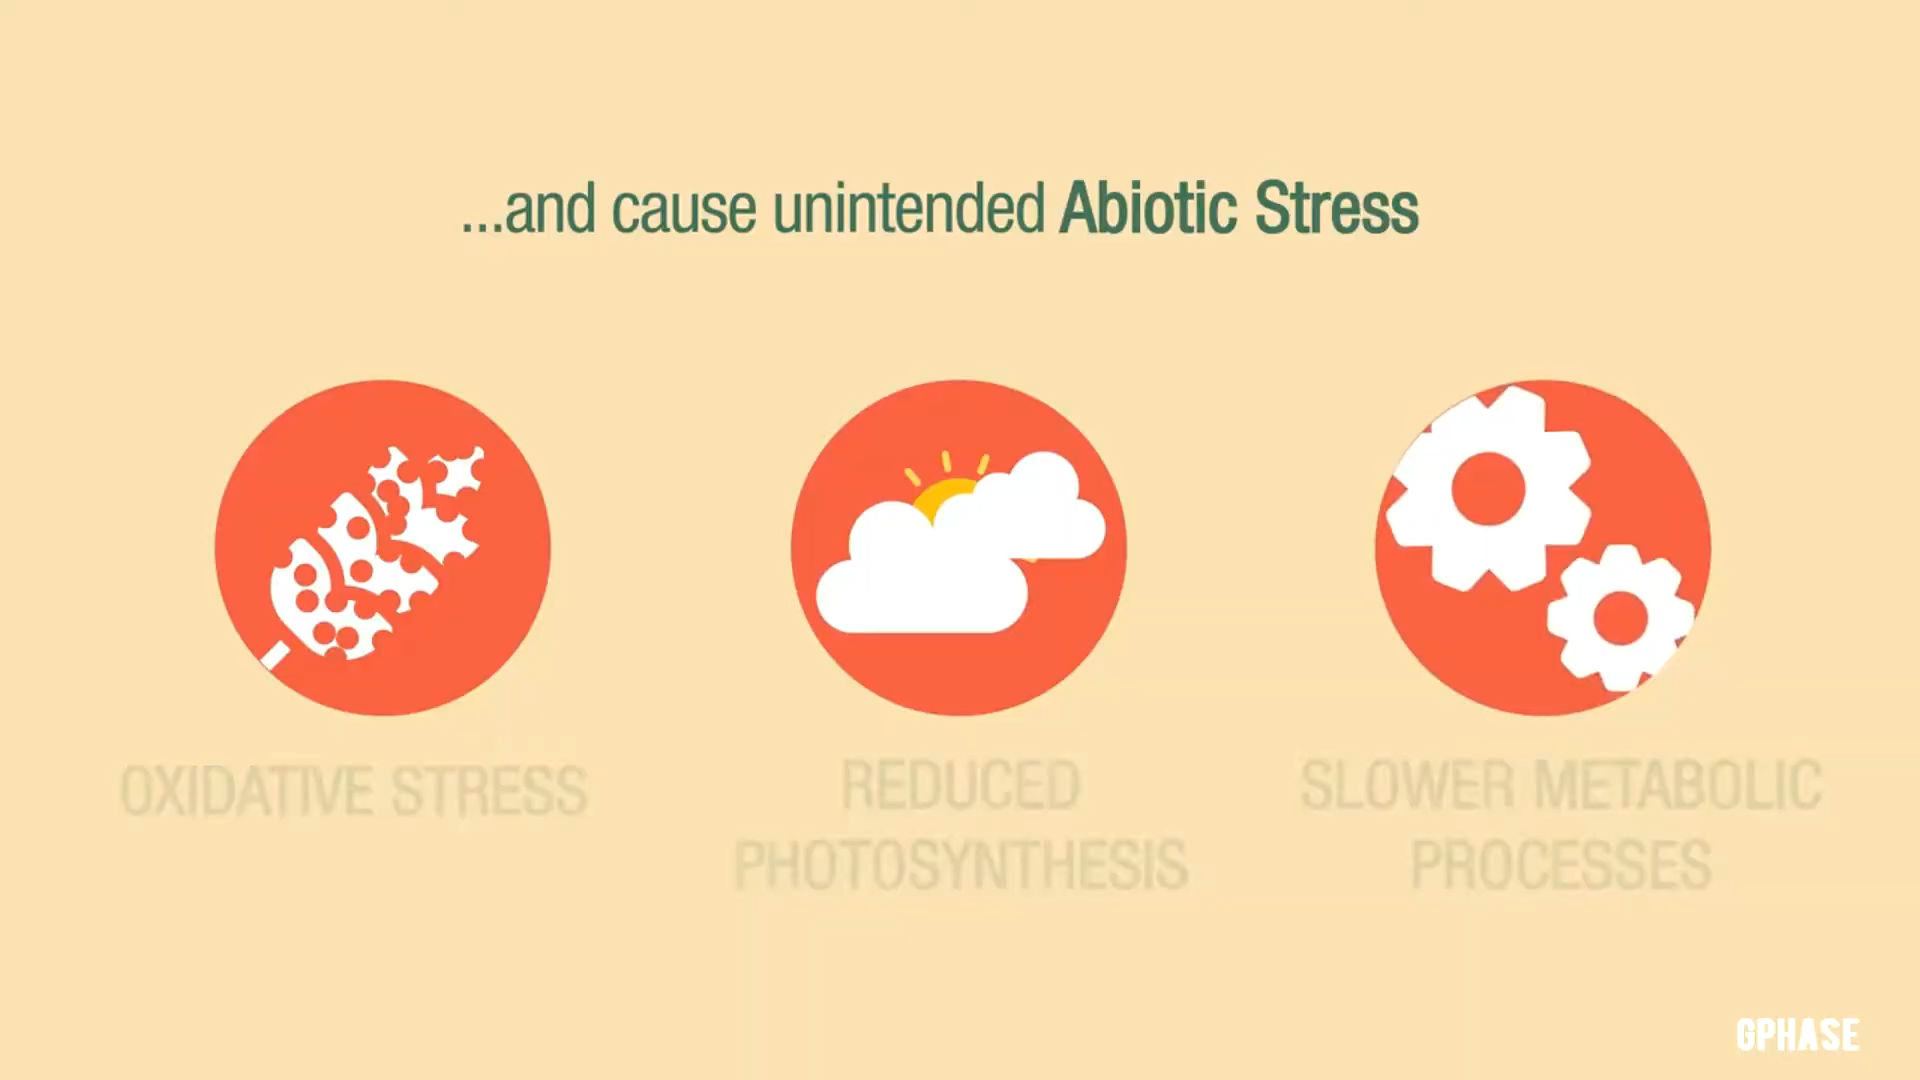 ...and cause unintended Abiotic Stress
OXIDATIVE STRESS
REDUCED
PHOTOSYNTHESIS
SLOWER METABOLIC
PROCESSES
GPHASE